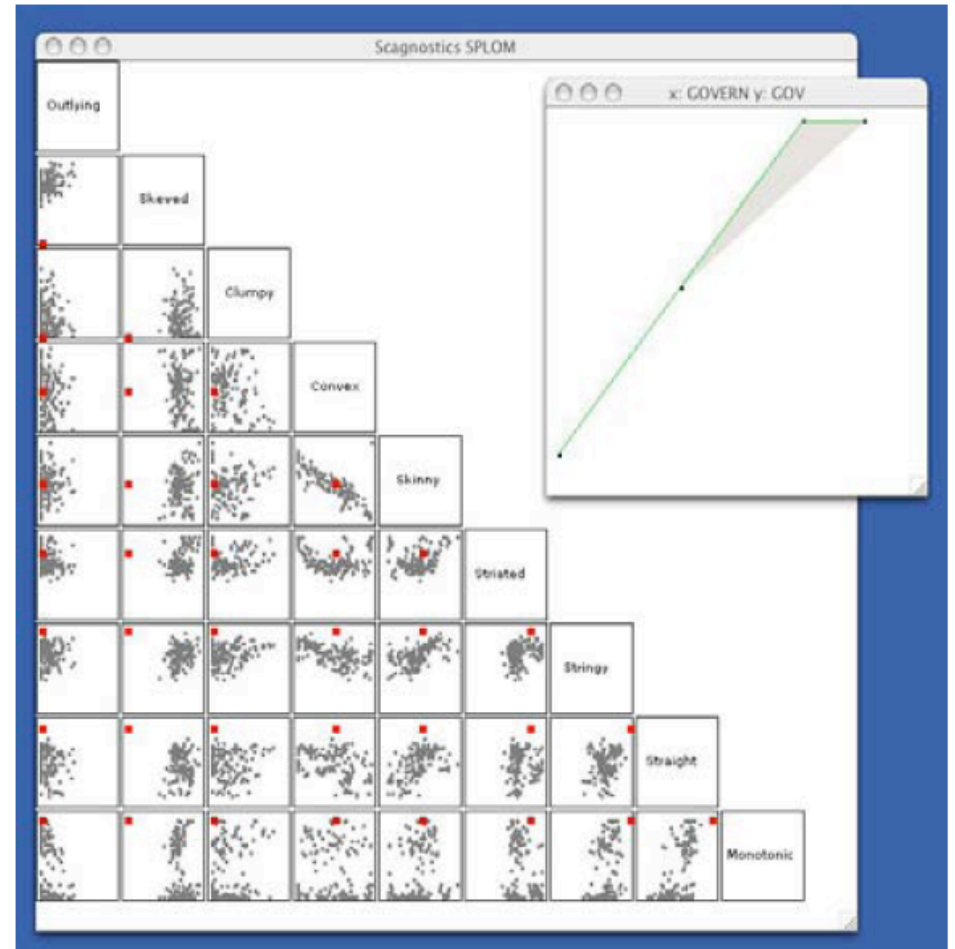 Scagnostics SPLOM
x: GOVERN y: GOV
Outlying
Skewed
Clumpy
Convex
Skinny
Striated
Stringy
Straight
Monotonic